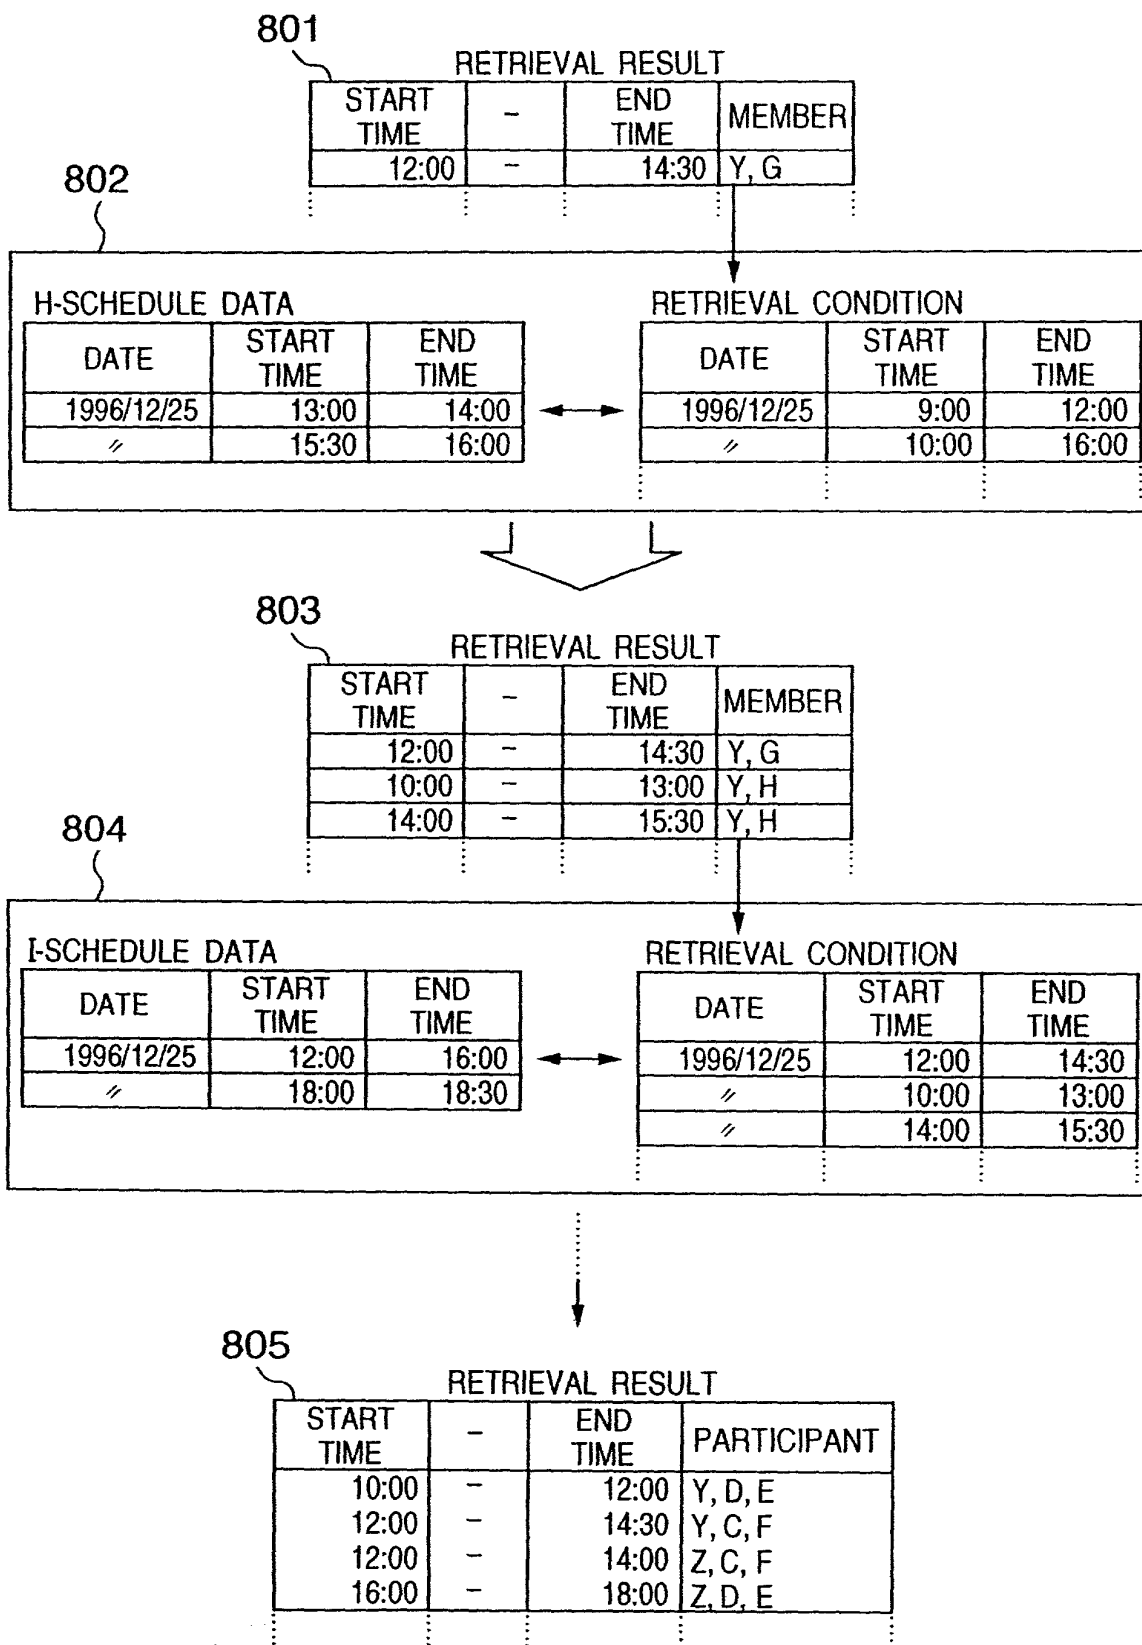 801
RETRIEVAL RESULT
START TIME - END TIME MEMBER
12:00 - 14:30 Y, G
802
H-SCHEDULE DATA
DATE START TIME END TIME
1996/12/25 13:00 14:00
〃 15:30 16:00
RETRIEVAL CONDITION
DATE START TIME END TIME
1996/12/25 9:00 12:00
〃 10:00 16:00
803
RETRIEVAL RESULT
START TIME - END TIME MEMBER
12:00 - 14:30 Y, G
10:00 - 13:00 Y, H
14:00 - 15:30 Y, H
804
I-SCHEDULE DATA
DATE START TIME END TIME
1996/12/25 12:00 16:00
〃 18:00 18:30
RETRIEVAL CONDITION
DATE START TIME END TIME
1996/12/25 12:00 14:30
〃 10:00 13:00
〃 14:00 15:30
805
RETRIEVAL RESULT
START TIME - END TIME PARTICIPANT
10:00 - 12:00 Y, D, E
12:00 - 14:30 Y, C, F
12:00 - 14:00 Z, C, F
16:00 - 18:00 Z, D, E